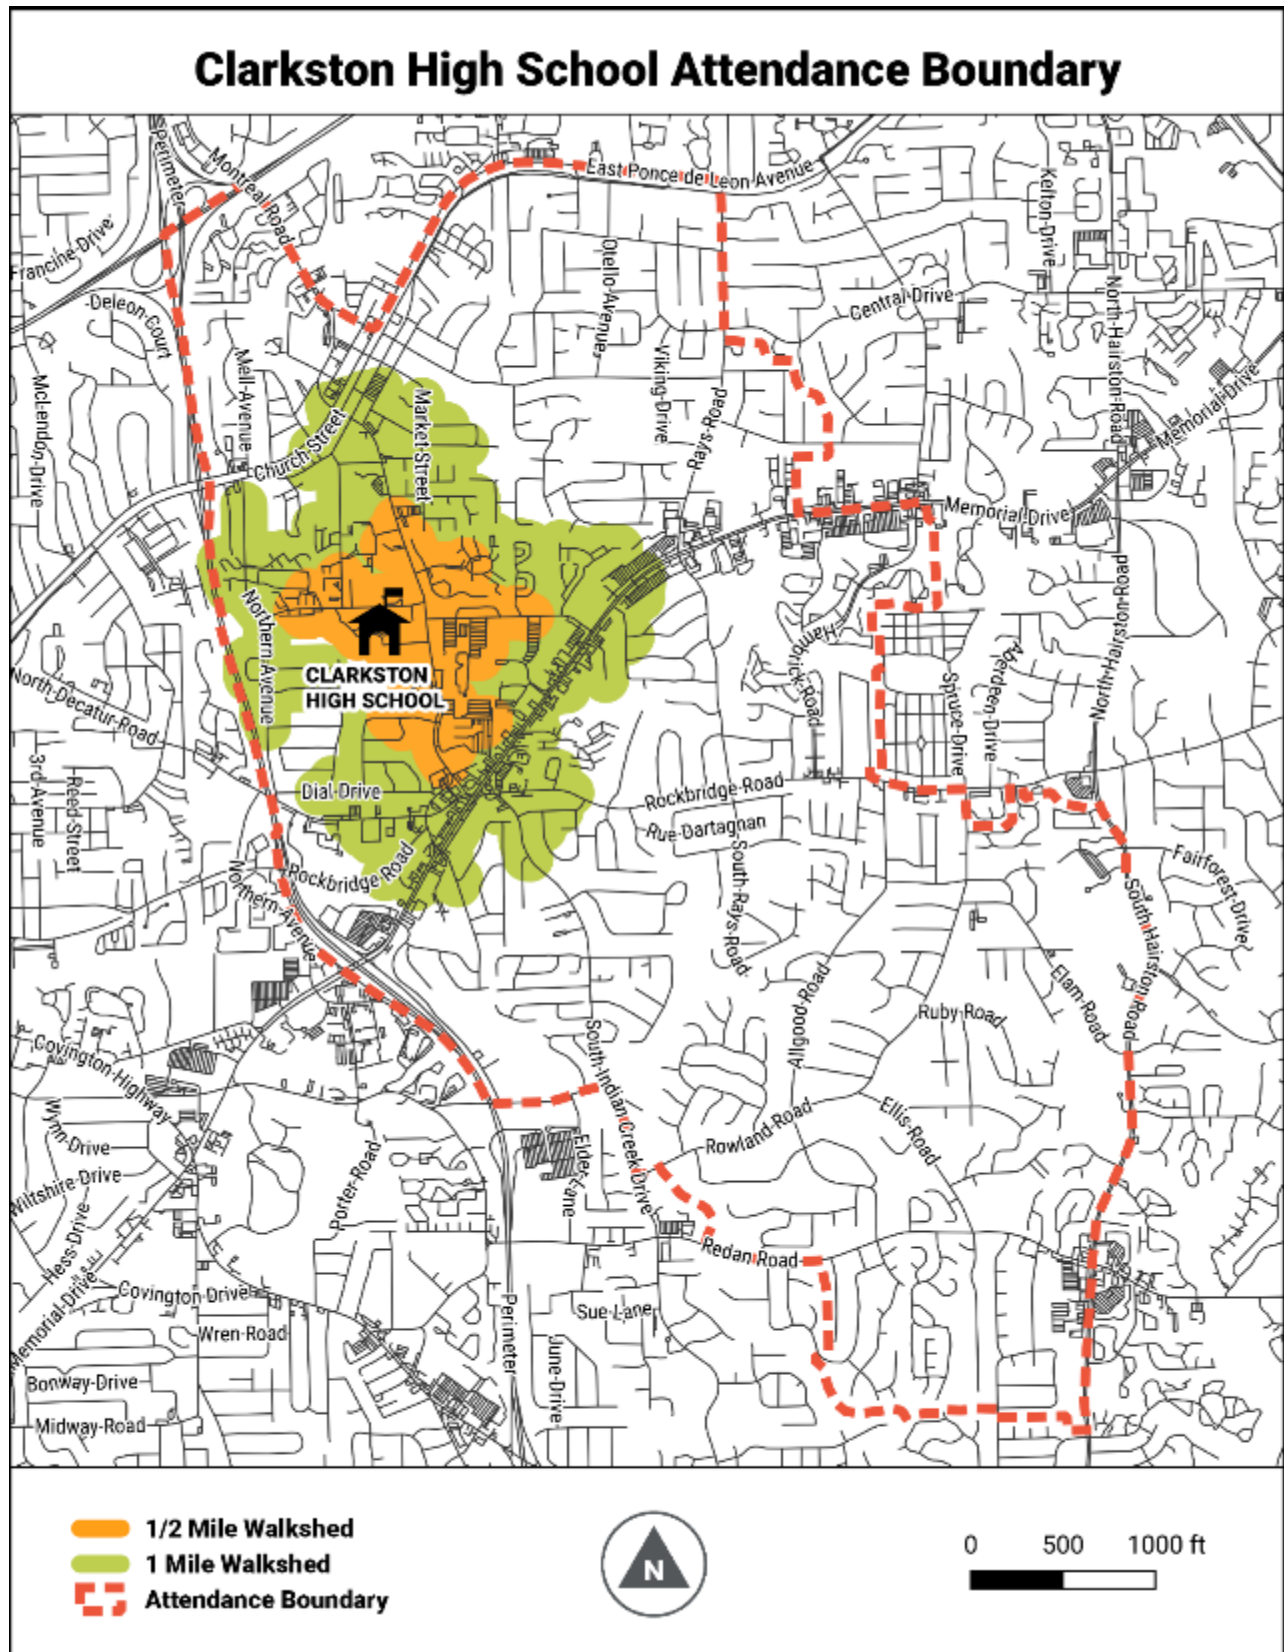 Clarkston High School Attendance Boundary
Perimeter
Montreal Road
East Ponce de Leon Avenue
Kelton Drive
Francine Drive
Otello Avenue
Deleon Court
Central Drive
North Hairston Road
Mell Avenue
Viking Drive
McLendon Drive
Market Street
Rays Road
Memorial Drive
Church Street
Memorial Drive
Northern Avenue
North Hairston Road
Hambrick Road
Aberdeen Drive
CLARKSTON
HIGH SCHOOL
North Decatur Road
Spruce Drive
3rd Avenue
Reed Street
Dial Drive
Rockbridge Road
Rue Dartagnan
South Rays Road
Fairforest Drive
Rockbridge Road
Northern Avenue
South Hairston Road
Elam Road
Allgood Road
Ruby Road
Covington Highway
South Indian Creek Drive
Wynn Drive
Rowland Road
Ellis Road
Elder Lane
Porter Road
Wiltshire Drive
Hess Drive
Redan Road
Memorial Drive
Covington Drive
Sue Lane
Perimeter
Wren Road
June Drive
Bonway Drive
Midway Road
1/2 Mile Walkshed
1 Mile Walkshed
Attendance Boundary
N
0 500 1000 ft